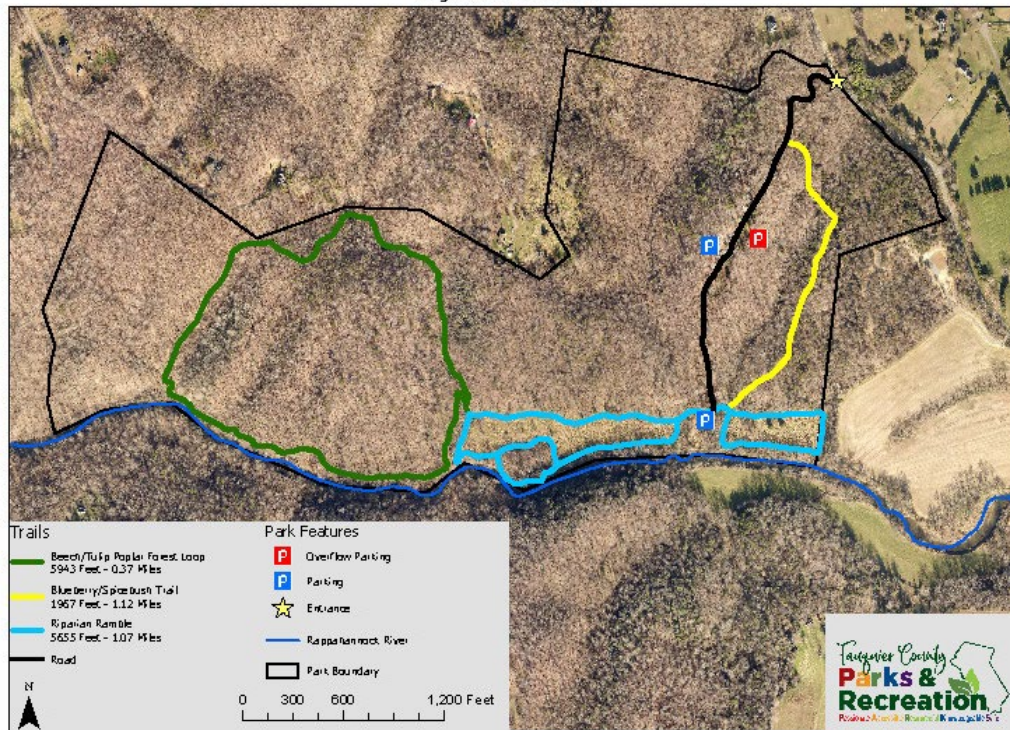 Trails
Beech/Tulip Poplar Forest Loop
5943 Feet - 0.37 Miles
Blueberry/Spicebush Trail
1967 Feet - 1.12 Miles
Riparian Ramble
5655 Feet - 1.07 Miles
Road
N
Park Features
P Overflow Parking
P Parking
Entrance
Rappahannock River
Park Boundary
0 300 600 1,200 Feet
P
P
P
Fauquier County
Parks &
Recreation